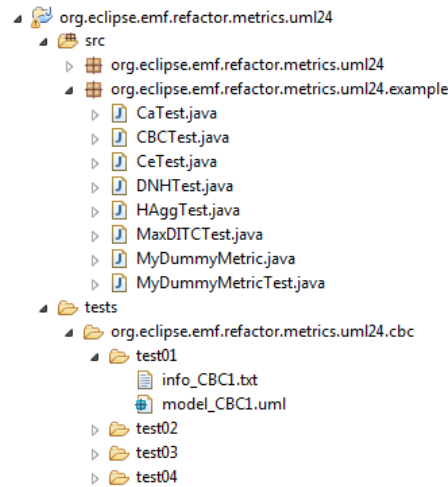 org.eclipse.emf.refactor.metrics.uml24
src
org.eclipse.emf.refactor.metrics.uml24
org.eclipse.emf.refactor.metrics.uml24.example
CaTest.java
CBCTest.java
CeTest.java
DNHTest.java
HAggTest.java
MaxDITCTest.java
MyDummyMetric.java
MyDummyMetricTest.java
tests
org.eclipse.emf.refactor.metrics.uml24.cbc
test01
info_CBC1.txt
model_CBC1.uml
test02
test03
test04